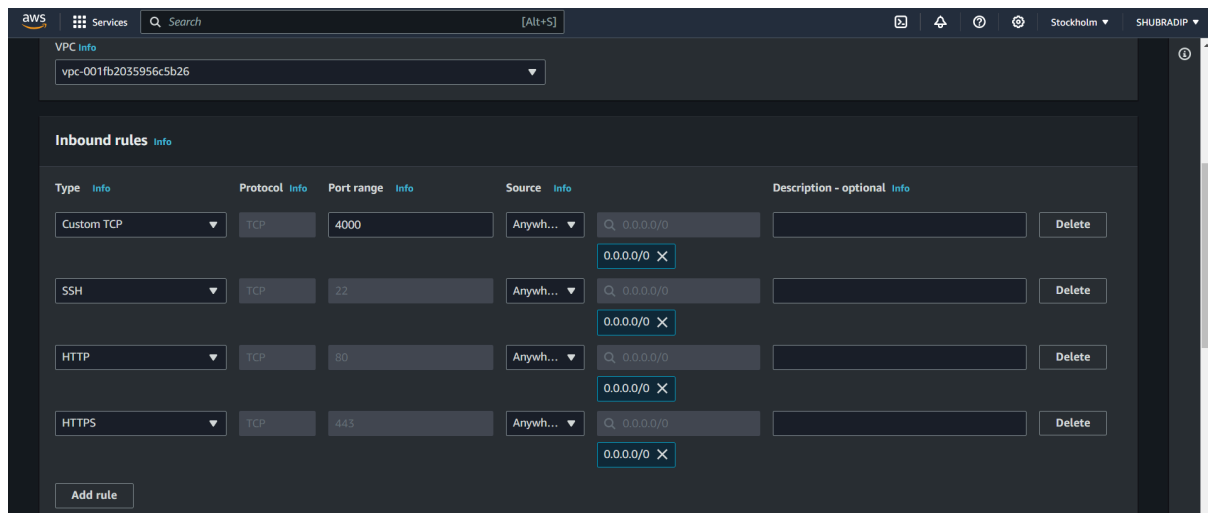 aws Services Search [Alt+S] Stockholm SHUBRADIP
VPC Info
vpc-001fb2035956c5b26
Inbound rules Info
Type Info Protocol Info Port range Info Source Info Description - optional Info
Custom TCP TCP 4000 Anywh... 0.0.0.0/0 Delete
0.0.0.0/0
SSH TCP 22 Anywh... 0.0.0.0/0 Delete
0.0.0.0/0
HTTP TCP 80 Anywh... 0.0.0.0/0 Delete
0.0.0.0/0
HTTPS TCP 443 Anywh... 0.0.0.0/0 Delete
0.0.0.0/0
Add rule